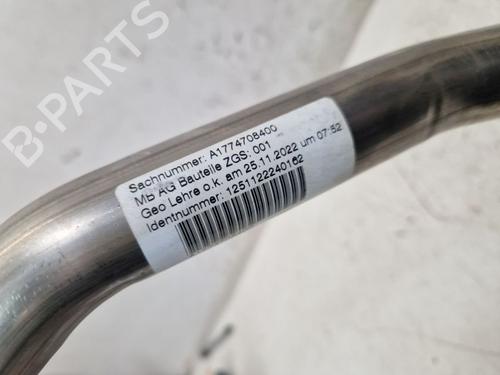 B-PARTS
Sachnummer: A1774708400
MB AG Bauteile ZGS: 001
Geo Lehre o.k. am 25.11.2022 um 07:52
Identnummer: 1251122240162